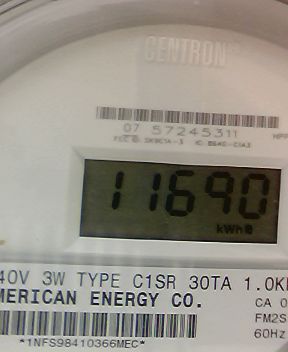 CENTRON
07 57245311
11690
kWh
40V 3W TYPE C1SR 30TA 1.0K
MERICAN ENERGY CO.
CA 0
FM2S
60Hz
*1NFS98410366MEC*